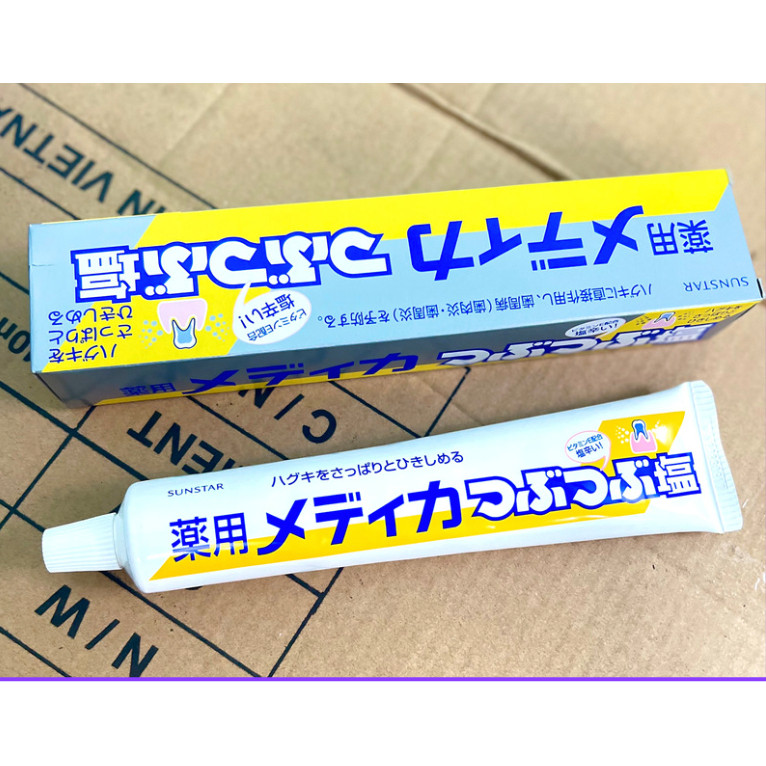 IN VIETNA
SUNSTAR
薬用 メディカ つぶつぶ塩
ハグキに直接作用し、歯周病(歯肉炎・歯周炎)を予防する。
ビタミンE配合
塩辛い!
ハグキを
さっぱりと
ひきしめる
薬用 メディカ つぶつぶ塩
C / N
MENT
SUNSTAR
ハグキをさっぱりとひきしめる
薬用 メディカ つぶつぶ塩
ビタミンE配合
塩辛い!
N / W